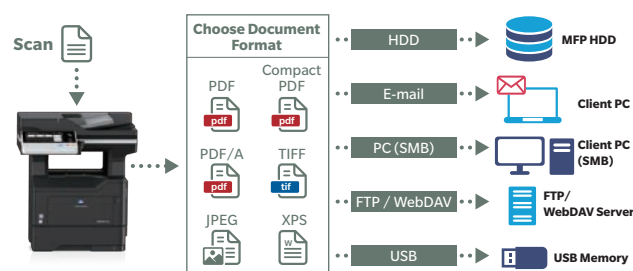 Scan
Choose Document
Format
PDF
Compact
PDF
pdf
pdf
PDF/A
TIFF
pdf
tif
JPEG
XPS
W
HDD
MFP HDD
E-mail
Client PC
PC (SMB)
Client PC
(SMB)
FTP / WebDAV
FTP/
WebDAV Server
USB
USB Memory